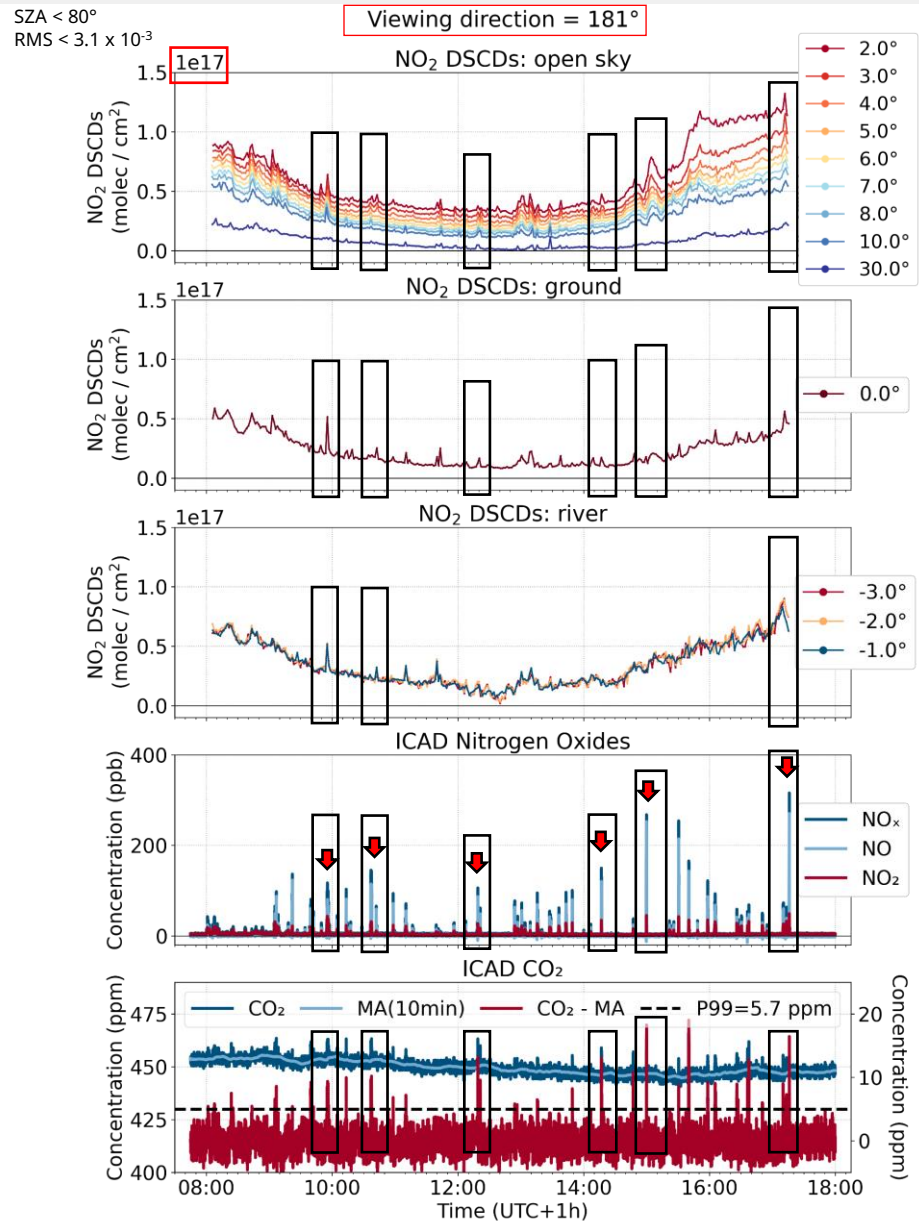 SZA < 80°
RMS < 3.1 x 10⁻³
Viewing direction = 181°
1e17
NO₂ DSCDs: open sky
NO₂ DSCDs
(molec / cm²)
1.5
1.0
0.5
0.0
2.0°
3.0°
4.0°
5.0°
6.0°
7.0°
8.0°
10.0°
30.0°
1e17
NO₂ DSCDs: ground
NO₂ DSCDs
(molec / cm²)
1.5
1.0
0.5
0.0
0.0°
1e17
NO₂ DSCDs: river
NO₂ DSCDs
(molec / cm²)
1.5
1.0
0.5
0.0
-3.0°
-2.0°
-1.0°
ICAD Nitrogen Oxides
Concentration (ppb)
400
200
0
NOₓ
NO
NO₂
ICAD CO₂
Concentration (ppm)
475
450
425
400
CO₂
MA(10min)
CO₂ - MA
P99=5.7 ppm
20
10
0
Concentration (ppm)
08:00
10:00
12:00
14:00
16:00
18:00
Time (UTC+1h)